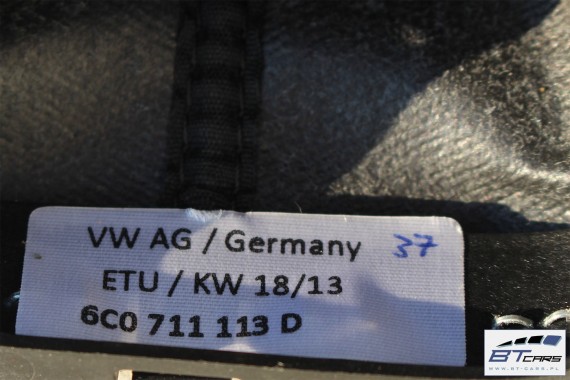 VW AG / Germany 37
ETU / KW 18/13
6C0 711 113 D
BTCARS
WWW.BT-CARS.PL